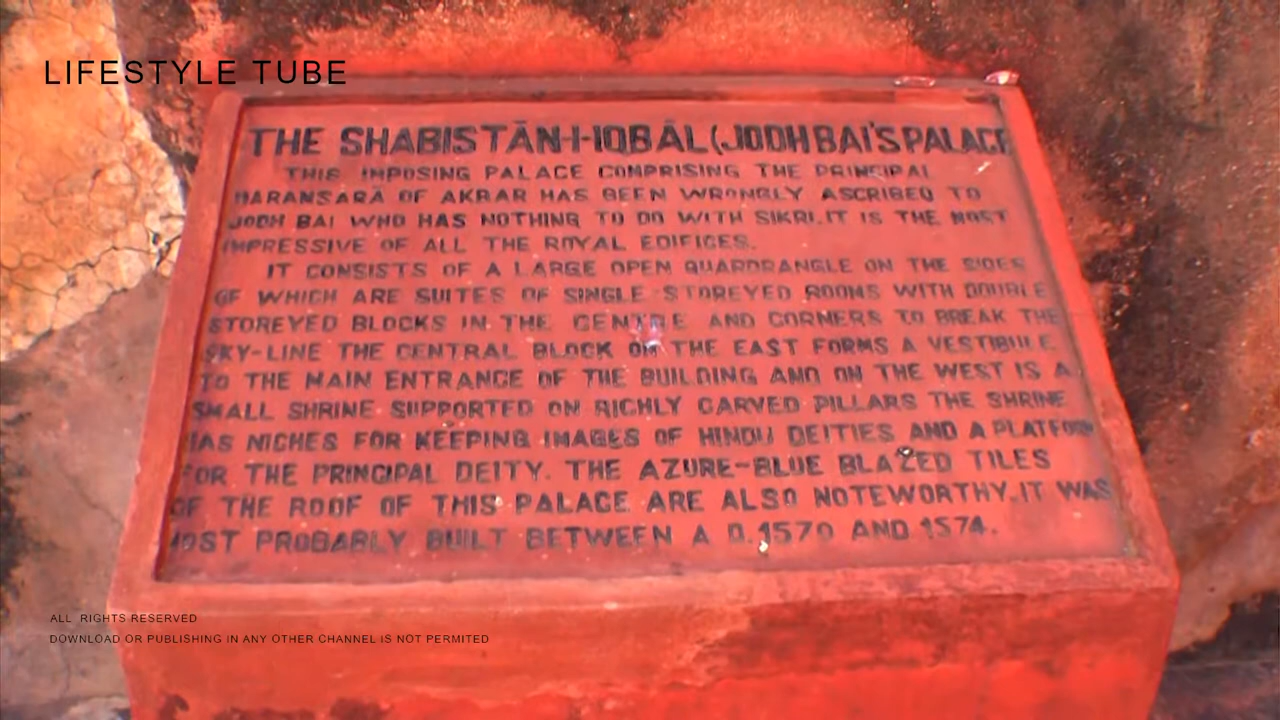 LIFESTYLE TUBE
THE SHABISTĀN-I-IQBĀL (JODH BAI'S PALACE
THIS IMPOSING PALACE COMPRISING THE PRINCIPAL
HARAMSARĀ OF AKBAR HAS BEEN WRONGLY ASCRIBED TO
JODH BAI WHO HAS NOTHING TO DO WITH SIKRI. IT IS THE MOST
IMPRESSIVE OF ALL THE ROYAL EDIFICES.
IT CONSISTS OF A LARGE OPEN QUARDRANGLE ON THE SIDES
OF WHICH ARE SUITES OF SINGLE-STOREYED ROOMS WITH DOUBLE
STOREYED BLOCKS IN THE CENTRE AND CORNERS TO BREAK THE
SKY-LINE THE CENTRAL BLOCK ON THE EAST FORMS A VESTIBULE
TO THE MAIN ENTRANCE OF THE BUILDING AND ON THE WEST IS A
SMALL SHRINE SUPPORTED ON RICHLY CARVED PILLARS THE SHRINE
HAS NICHES FOR KEEPING IMAGES OF HINDU DEITIES AND A PLATFORM
FOR THE PRINCIPAL DEITY. THE AZURE-BLUE BLAZED TILES
OF THE ROOF OF THIS PALACE ARE ALSO NOTEWORTHY. IT WAS
MOST PROBABLY BUILT BETWEEN A D. 1570 AND 1574.
ALL RIGHTS RESERVED
DOWNLOAD OR PUBLISHING IN ANY OTHER CHANNEL IS NOT PERMITED